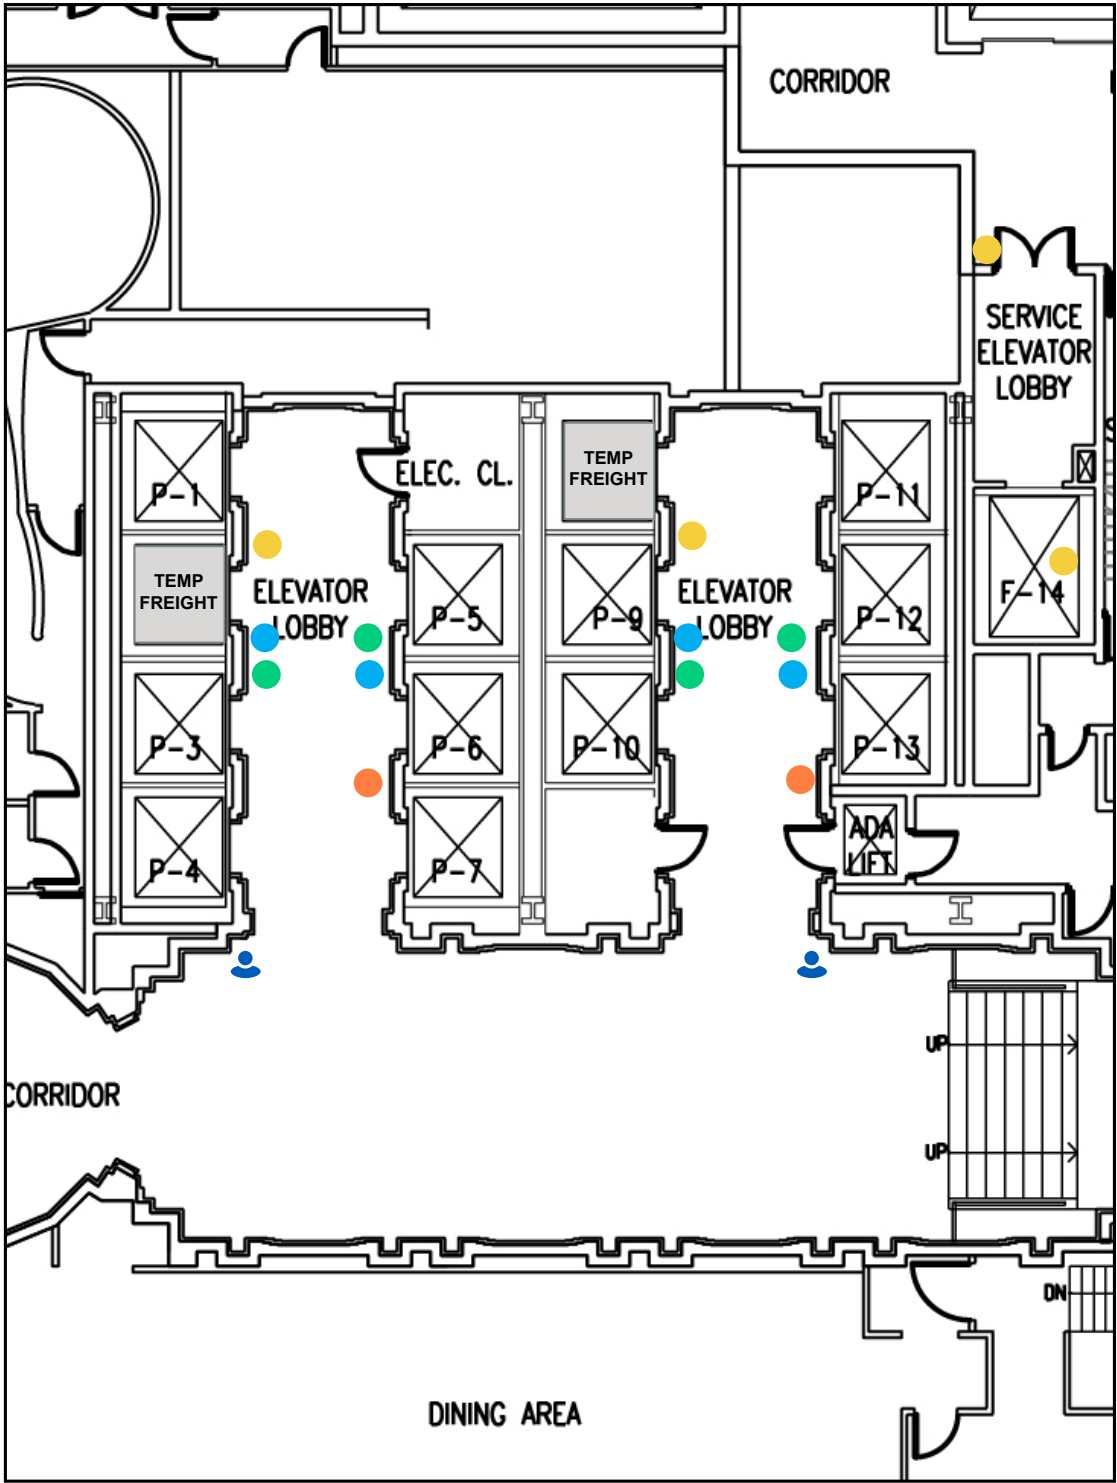 CORRIDOR
SERVICE
ELEVATOR
LOBBY
P-1
ELEC. CL.
TEMP
FREIGHT
P-11
TEMP
FREIGHT
ELEVATOR
LOBBY
P-5
P-9
ELEVATOR
LOBBY
P-12
F-14
P-3
P-6
P-10
P-13
P-4
P-7
ADA
LIFT
UP
CORRIDOR
UP
DN
DINING AREA